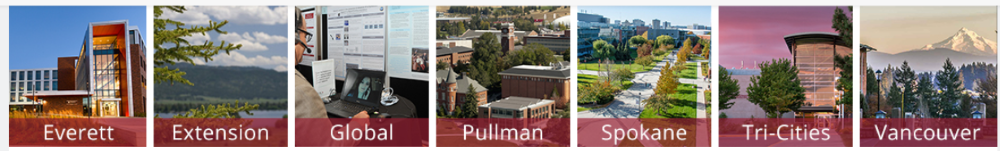 Everett
Extension
Global
Pullman
Spokane
Tri-Cities
Vancouver